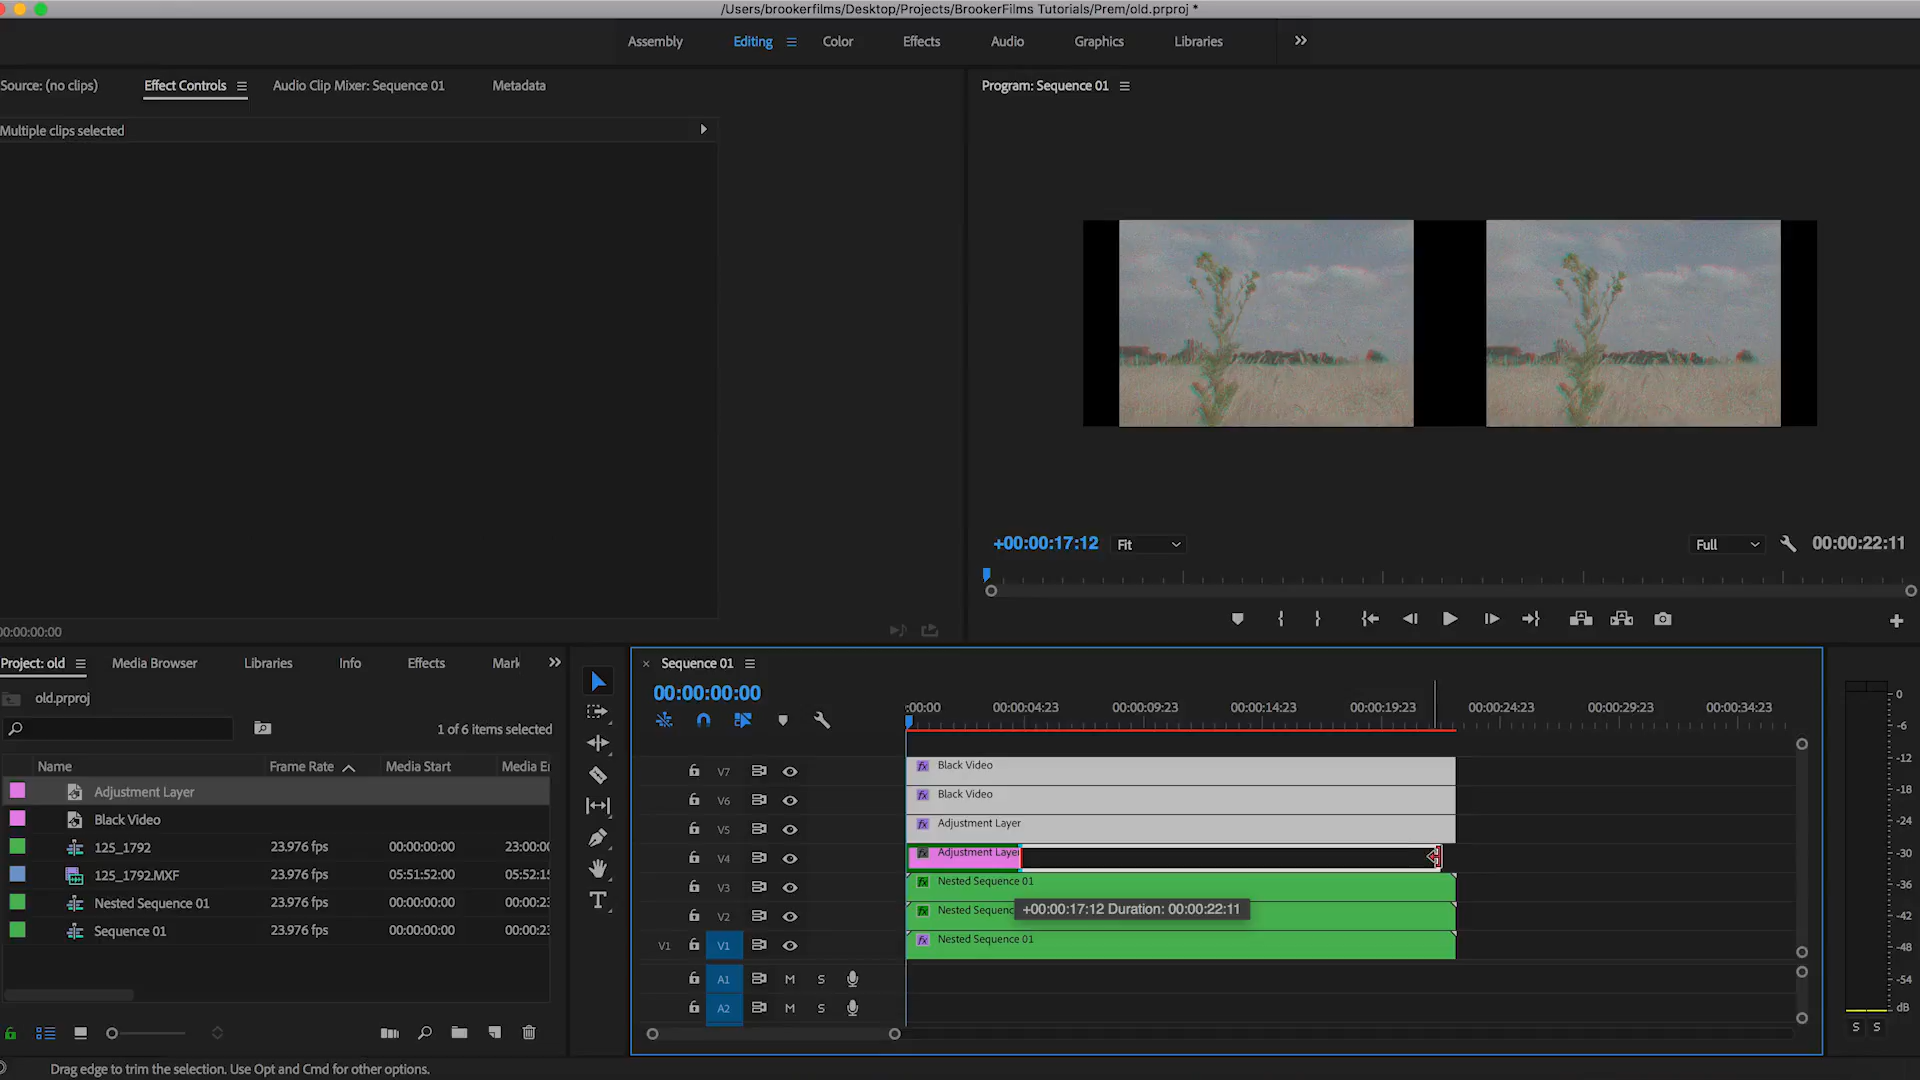 /Users/brookerfilms/Desktop/Projects/BrookerFilms Tutorials/Prem/old.prproj *
Assembly Editing Color Effects Audio Graphics Libraries
Source: (no clips) Effect Controls Audio Clip Mixer: Sequence 01 Metadata
Program: Sequence 01
Multiple clips selected
+00:00:17:12 Fit Full 00:00:22:11
00:00:00:00
Project: old Media Browser Libraries Info Effects Mark
old.prproj
1 of 6 items selected
Name Frame Rate Media Start Media E
Adjustment Layer
Black Video
125_1792 23.976 fps 00:00:00:00 23:00:0
125_1792.MXF 23.976 fps 05:51:52:00 05:52:1
Nested Sequence 01 23.976 fps 00:00:00:00 00:00:2
Sequence 01 23.976 fps 00:00:00:00 00:00:2
Sequence 01
00:00:00:00
:00:00 00:00:04:23 00:00:09:23 00:00:14:23 00:00:19:23 00:00:24:23 00:00:29:23 00:00:34:23
V7 fx Black Video
V6 fx Black Video
V5 fx Adjustment Layer
V4 fx Adjustment Laye
V3 fx Nested Sequence 01
V2 fx Nested Sequenc
+00:00:17:12 Duration: 00:00:22:11
V1 V1 fx Nested Sequence 01
A1 M S
A2 M S
0
-6
-12
-18
-24
-30
-36
-42
-48
-54
dB
S S
Drag edge to trim the selection. Use Opt and Cmd for other options.